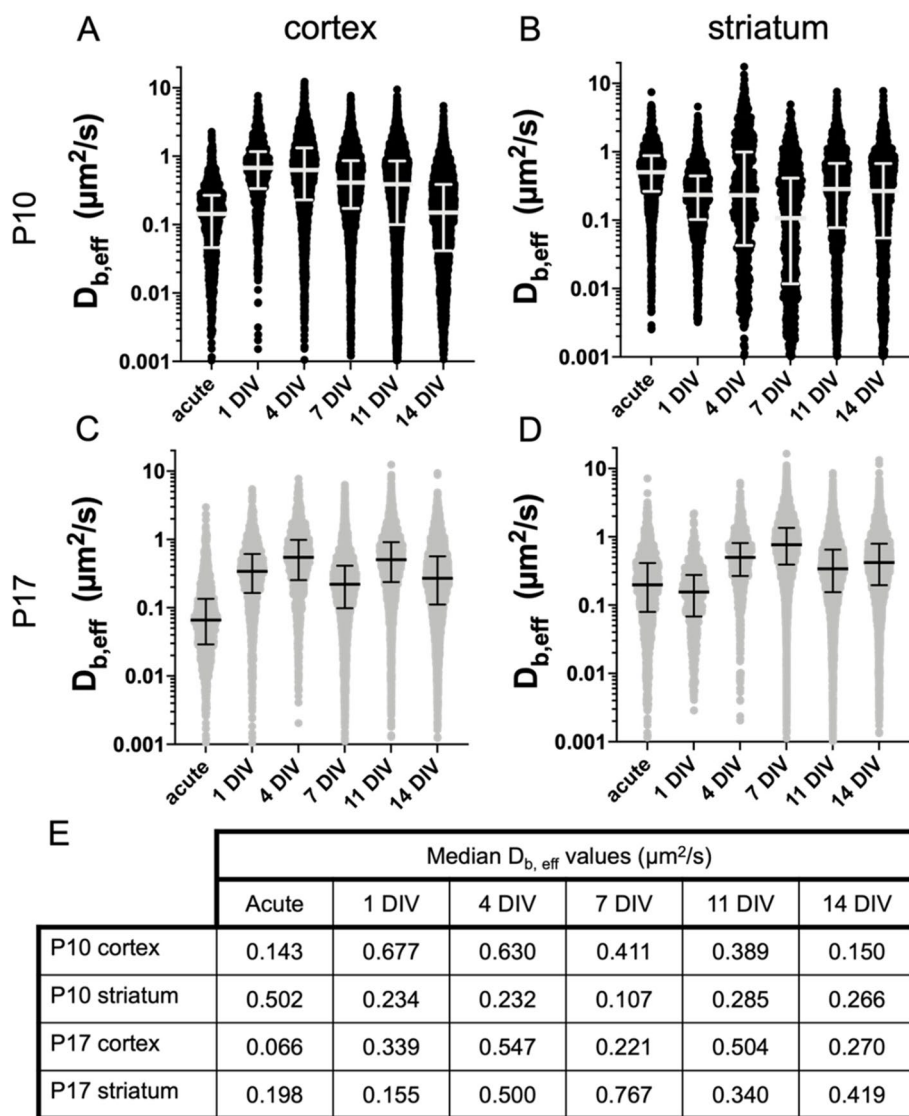 A cortex B striatum
P10
D_b,eff (μm²/s)
10
1
0.1
0.01
0.001
acute 1 DIV 4 DIV 7 DIV 11 DIV 14 DIV
D_b,eff (μm²/s)
10
1
0.1
0.01
0.001
acute 1 DIV 4 DIV 7 DIV 11 DIV 14 DIV
C D
P17
D_b,eff (μm²/s)
10
1
0.1
0.01
0.001
acute 1 DIV 4 DIV 7 DIV 11 DIV 14 DIV
D_b,eff (μm²/s)
10
1
0.1
0.01
0.001
acute 1 DIV 4 DIV 7 DIV 11 DIV 14 DIV
E
Median D_b, eff values (μm²/s)
Acute 1 DIV 4 DIV 7 DIV 11 DIV 14 DIV
P10 cortex 0.143 0.677 0.630 0.411 0.389 0.150
P10 striatum 0.502 0.234 0.232 0.107 0.285 0.266
P17 cortex 0.066 0.339 0.547 0.221 0.504 0.270
P17 striatum 0.198 0.155 0.500 0.767 0.340 0.419